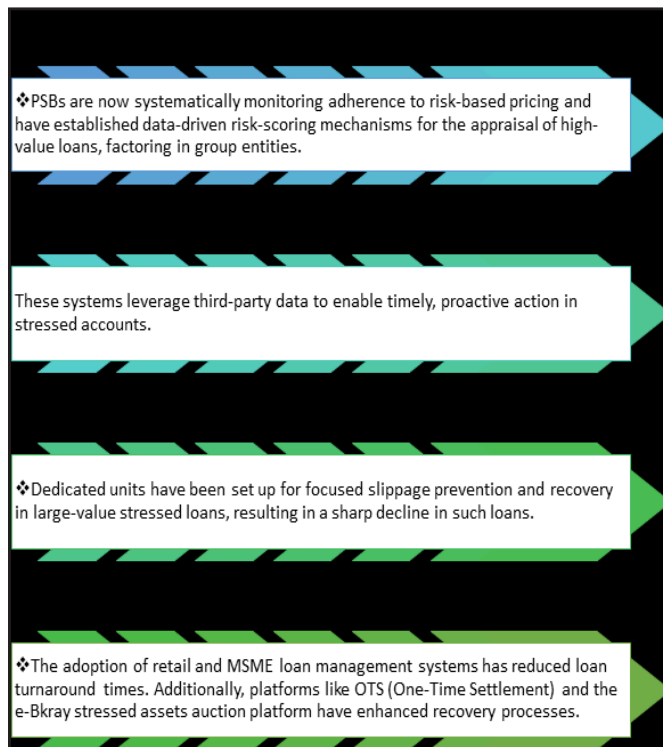 ❖PSBs are now systematically monitoring adherence to risk-based pricing and
have established data-driven risk-scoring mechanisms for the appraisal of high-
value loans, factoring in group entities.
These systems leverage third-party data to enable timely, proactive action in
stressed accounts.
❖Dedicated units have been set up for focused slippage prevention and recovery
in large-value stressed loans, resulting in a sharp decline in such loans.
❖The adoption of retail and MSME loan management systems has reduced loan
turnaround times. Additionally, platforms like OTS (One-Time Settlement) and the
e-Bkray stressed assets auction platform have enhanced recovery processes.